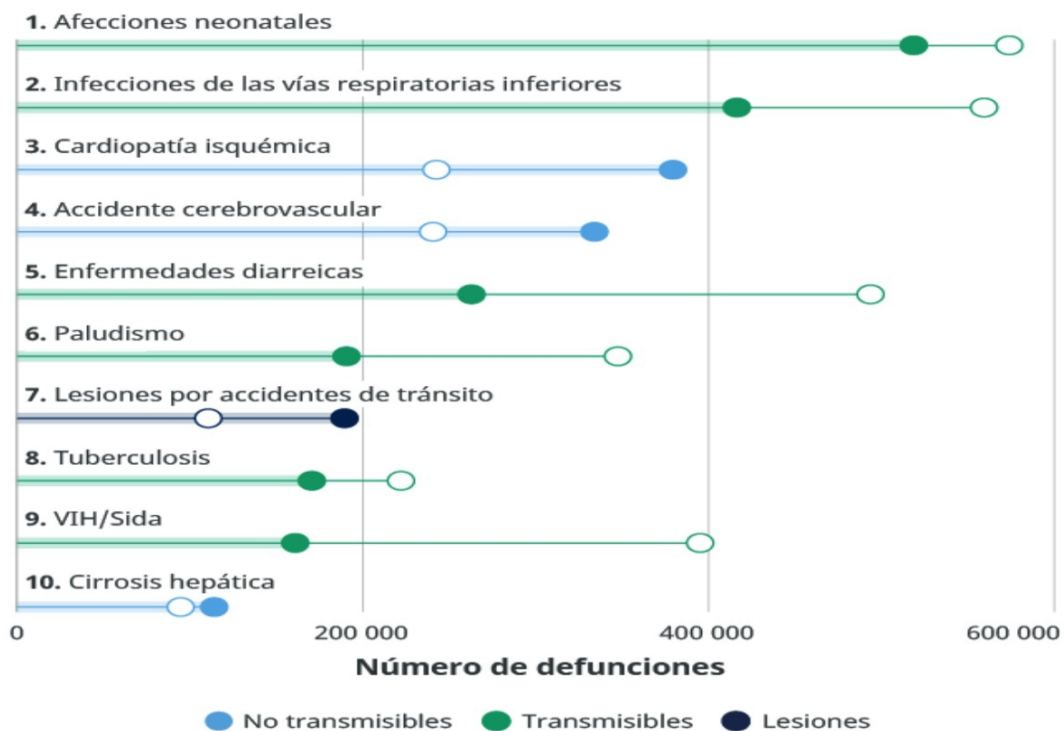 1. Afecciones neonatales
2. Infecciones de las vías respiratorias inferiores
3. Cardiopatía isquémica
4. Accidente cerebrovascular
5. Enfermedades diarreicas
6. Paludismo
7. Lesiones por accidentes de tránsito
8. Tuberculosis
9. VIH/Sida
10. Cirrosis hepática
0 200 000 400 000 600 000
Número de defunciones
No transmisibles Transmisibles Lesiones